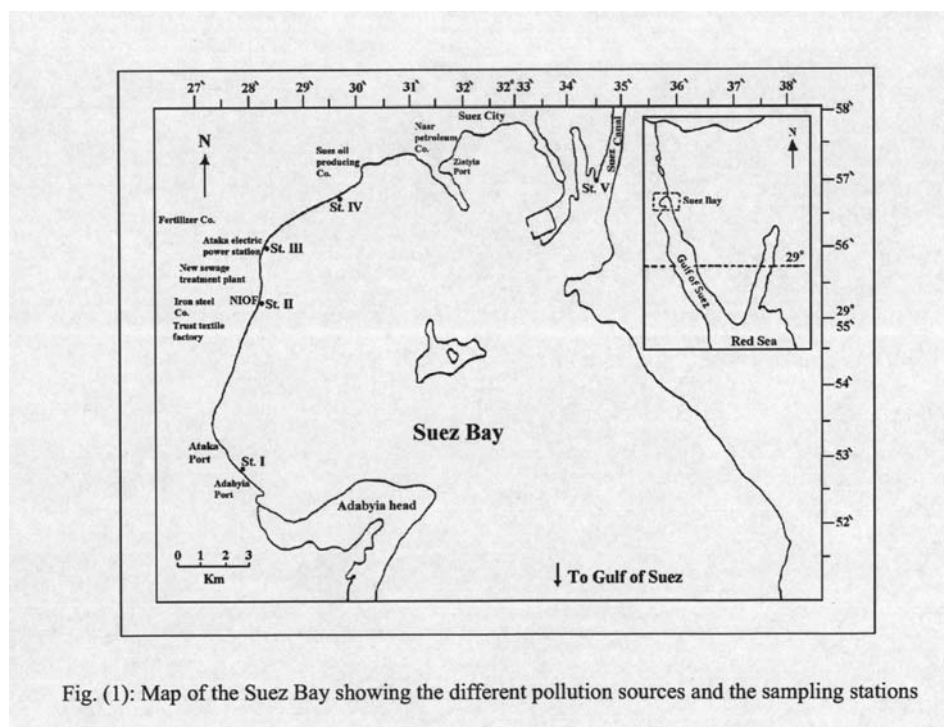 27' 28' 29' 30' 31' 32' 33' 34' 35' 36' 37' 38'
58'
Suez City
N
Nasr
petroleum
Co.
Suez Canal
N
Suez oil
producing
Co.
Ziétyia
Port
57'
St. V
Suez Bay
St. IV
Fertilizer Co.
Ataka electric
power station
St. III
56'
29°
New sewage
treatment plant
Gulf of Suez
NIOF
St. II
Iron steel
Co.
29°
55'
Trust textile
factory
Red Sea
54'
Suez Bay
Ataka
Port
53'
St. I
Adabyia
Port
Adabyia head
52'
0 1 2 3
Km
To Gulf of Suez
Fig. (1): Map of the Suez Bay showing the different pollution sources and the sampling stations